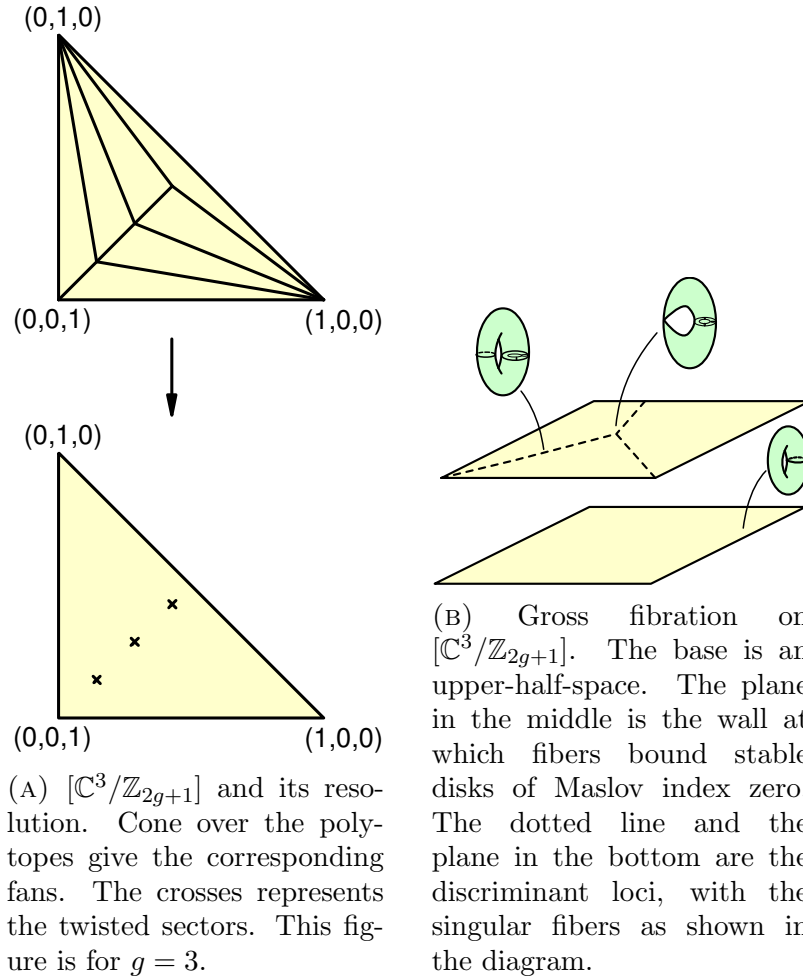 (0,1,0)
(0,0,1)
(1,0,0)
(0,1,0)
(0,0,1)
(1,0,0)
(A) [ℂ³/ℤ₂g₊₁] and its reso-
lution. Cone over the poly-
topes give the corresponding
fans. The crosses represents
the twisted sectors. This fig-
ure is for g = 3.
(B) Gross fibration on
[ℂ³/ℤ₂g₊₁]. The base is an
upper-half-space. The plane
in the middle is the wall at
which fibers bound stable
disks of Maslov index zero
The dotted line and the
plane in the bottom are the
discriminant loci, with the
singular fibers as shown in
the diagram.